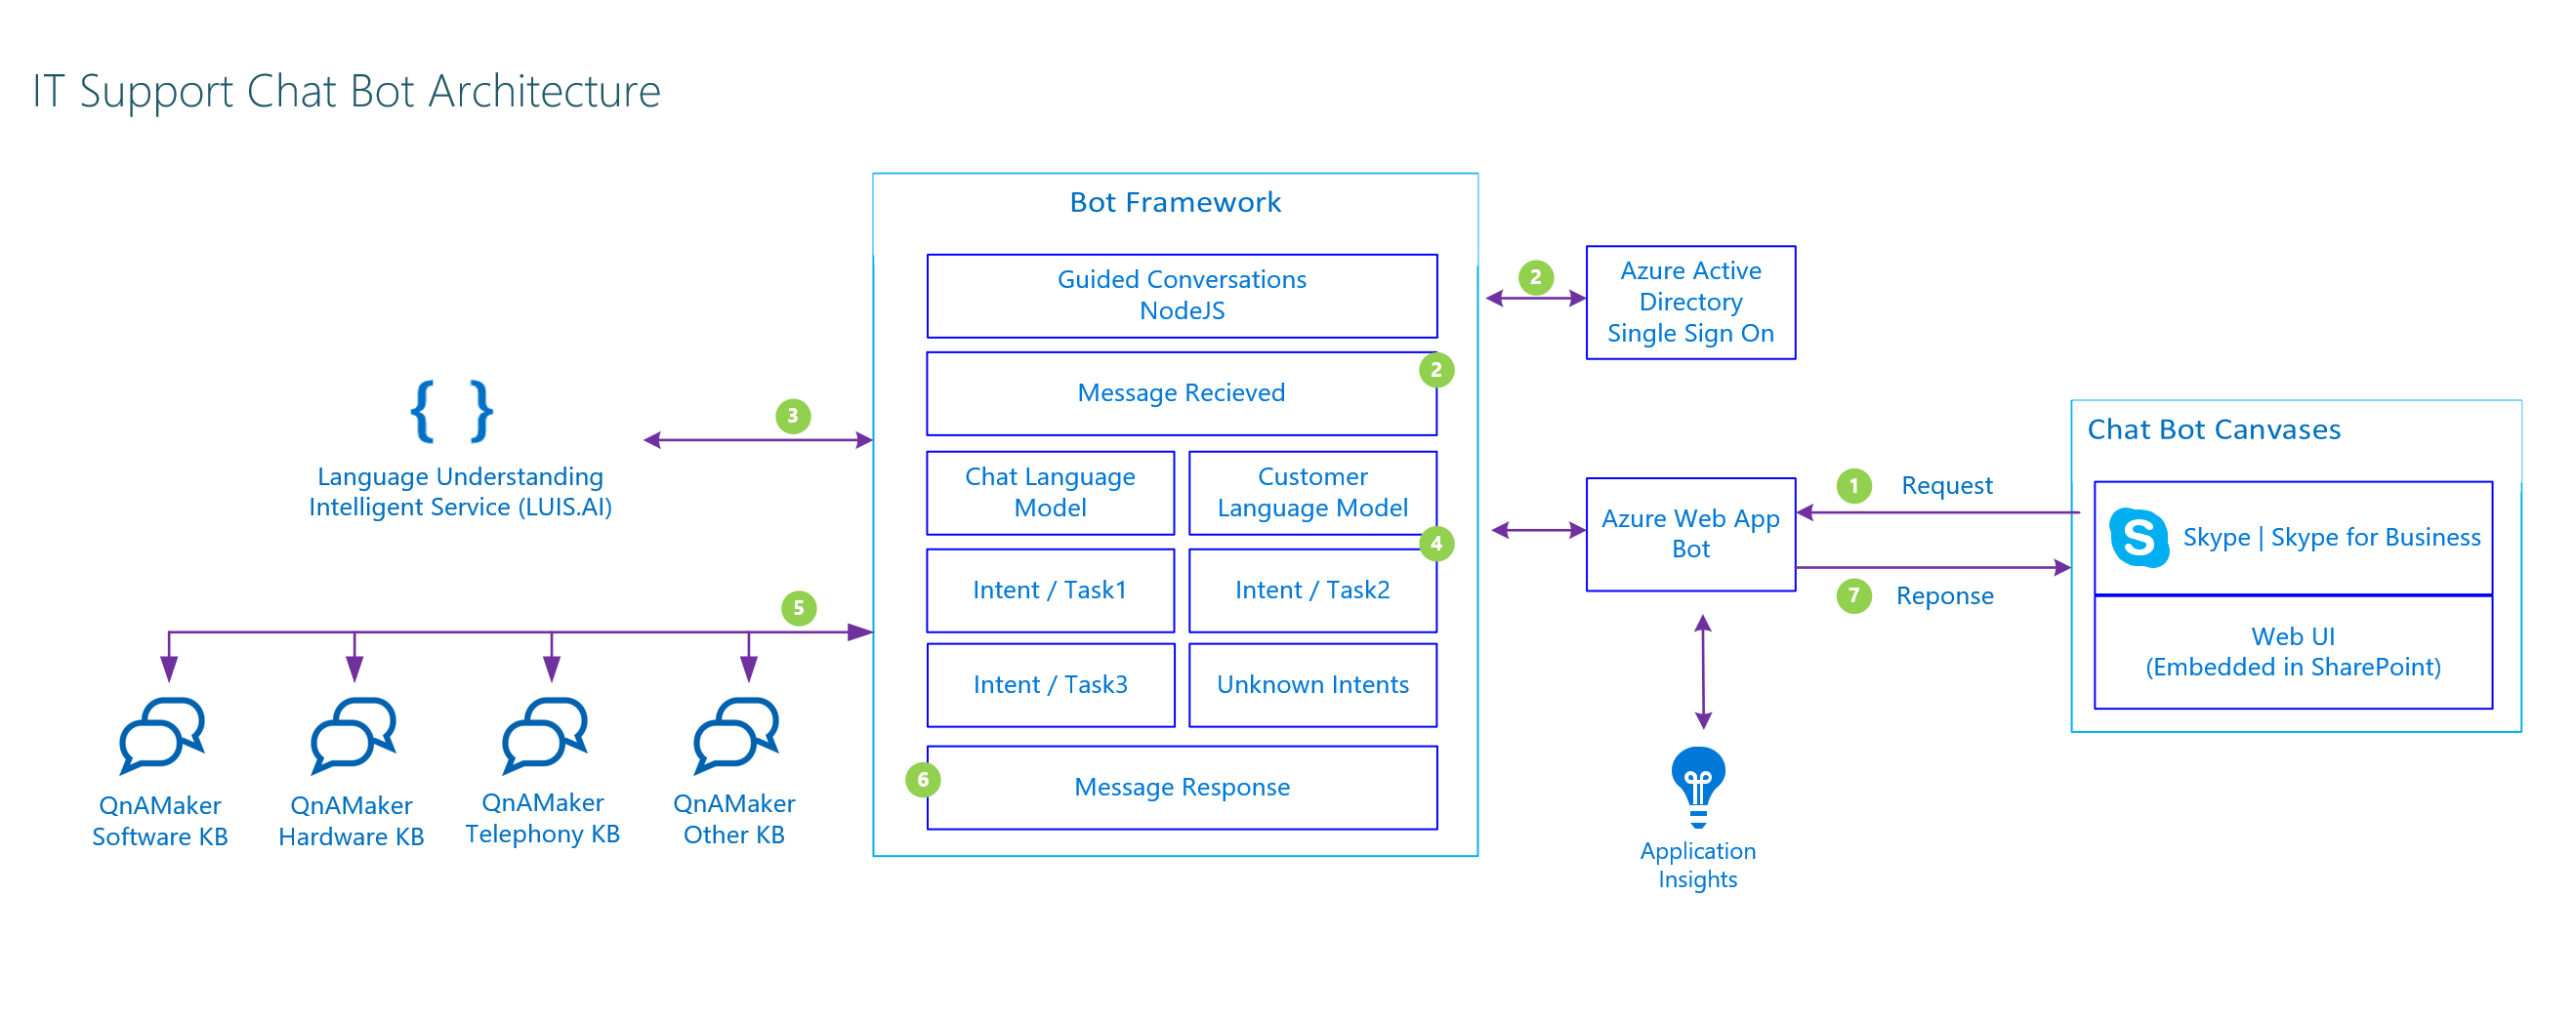 IT Support Chat Bot Architecture
Bot Framework
Guided Conversations
NodeJS
2
Azure Active
Directory
Single Sign On
Message Recieved
2
3
Language Understanding
Intelligent Service (LUIS.AI)
Chat Language
Model
Customer
Language Model
4
Intent / Task1
Intent / Task2
Intent / Task3
Unknown Intents
6
Message Response
5
QnAMaker
Software KB
QnAMaker
Hardware KB
QnAMaker
Telephony KB
QnAMaker
Other KB
Azure Web App
Bot
1
Request
7
Reponse
Application
Insights
Chat Bot Canvases
S
Skype | Skype for Business
Web UI
(Embedded in SharePoint)